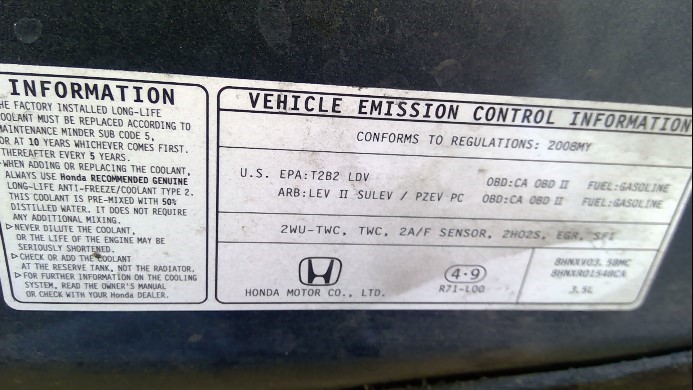 INFORMATION
THE FACTORY INSTALLED LONG-LIFE
COOLANT MUST BE REPLACED ACCORDING TO
MAINTENANCE MINDER SUB CODE 5,
OR AT 10 YEARS WHICHEVER COMES FIRST.
THEREAFTER EVERY 5 YEARS.
WHEN ADDING OR REPLACING THE COOLANT,
ALWAYS USE Honda RECOMMENDED GENUINE
LONG-LIFE ANTI-FREEZE/COOLANT TYPE 2.
THIS COOLANT IS PRE-MIXED WITH 50%
DISTILLED WATER. IT DOES NOT REQUIRE
ANY ADDITIONAL MIXING.
▷NEVER DILUTE THE COOLANT,
OR THE LIFE OF THE ENGINE MAY BE
SERIOUSLY SHORTENED.
▷CHECK OR ADD THE COOLANT
AT THE RESERVE TANK, NOT THE RADIATOR.
▷FOR FURTHER INFORMATION ON THE COOLING
SYSTEM, READ THE OWNER'S MANUAL
OR CHECK WITH YOUR Honda DEALER.
VEHICLE EMISSION CONTROL INFORMATION
CONFORMS TO REGULATIONS: 2008MY
U.S. EPA:T2B2 LDV OBD:CA OBD II FUEL:GASOLINE
ARB:LEV II SULEV / PZEV PC OBD:CA OBD II FUEL:GASOLINE
2WU-TWC, TWC, 2A/F SENSOR, 2HO2S, EGR, SFI
HONDA MOTOR CO., LTD.
4・9
R71-L00
8HNXV03.5BMC
8HNXR0154BCA
3.5L